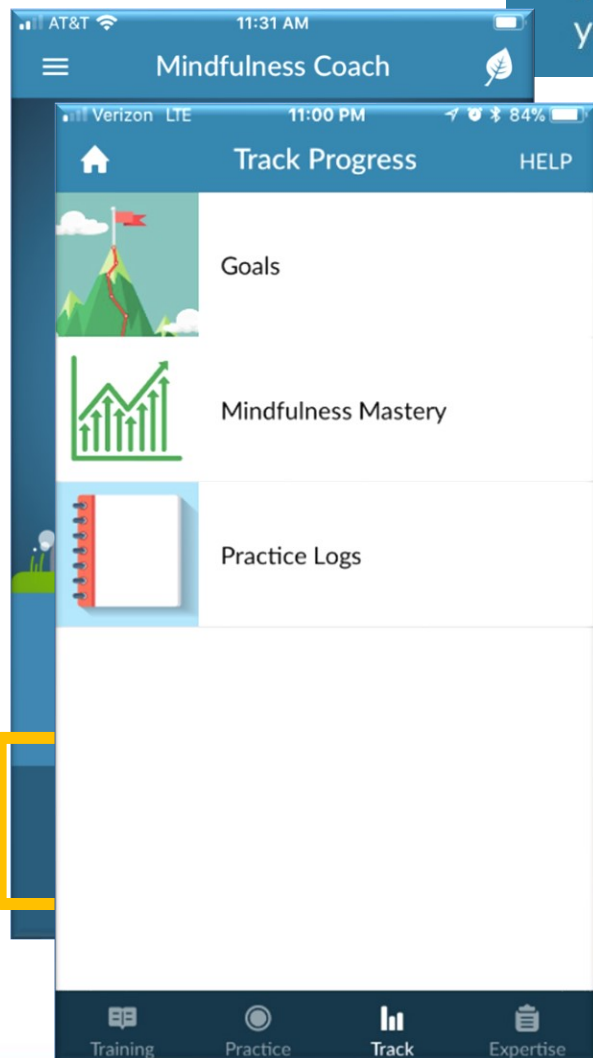 AT&T 11:31 AM
y
Mindfulness Coach
Verizon LTE 11:00 PM 84%
Track Progress HELP
Goals
Mindfulness Mastery
Practice Logs
Training Practice Track Expertise